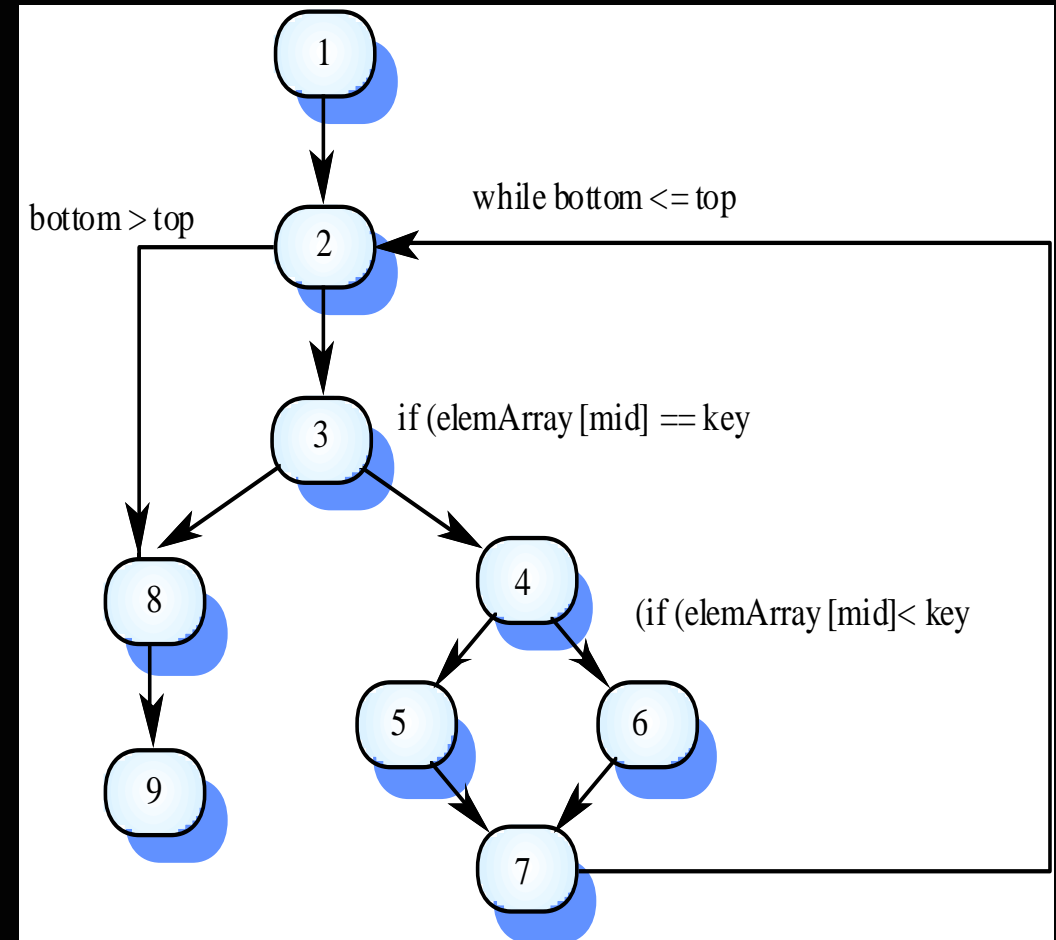 1
while bottom <= top
bottom > top
2
if (elemArray [mid] == key
3
4
8
(if (elemArray [mid]< key
5
6
9
7